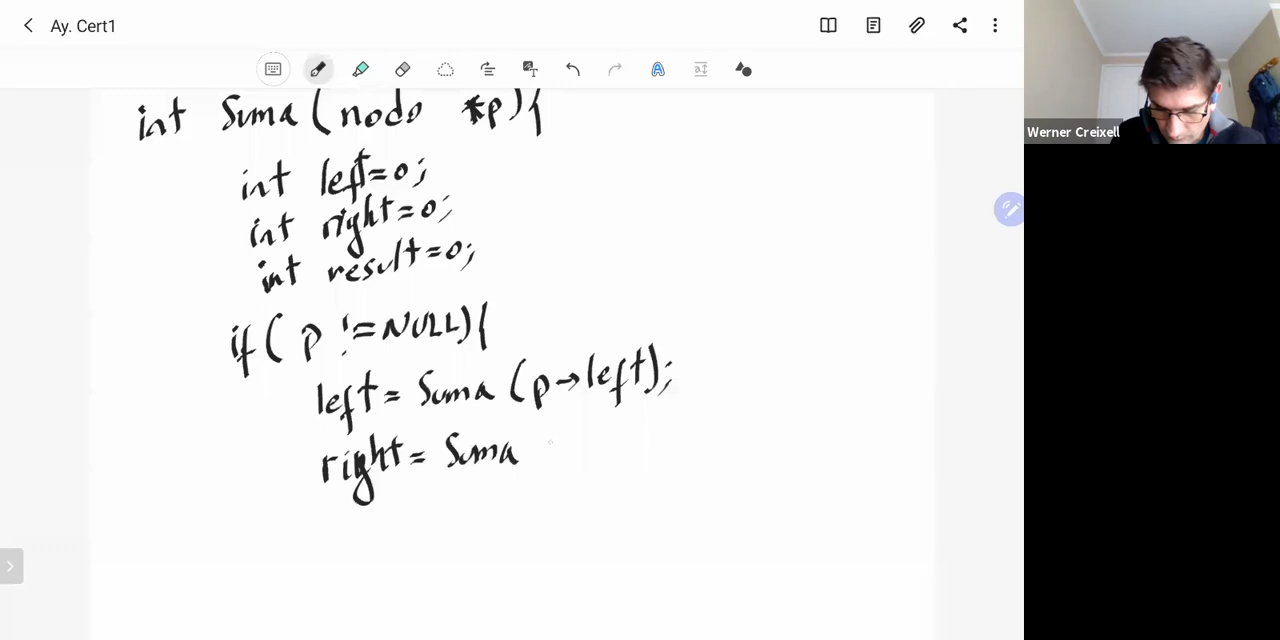 Ay. Cert1
Werner Creixell
int Suma (nodo *p){
int left=0;
int right=0;
int result=0;
if( p !=NULL){
left= Suma (p→left);
right= Suma